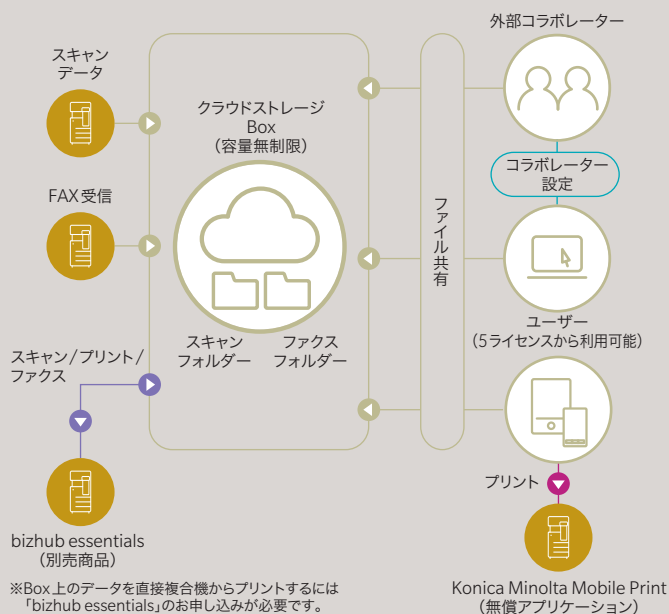 スキャン
データ
FAX 受信
スキャン/プリント/
ファクス
bizhub essentials
（別売商品）
クラウドストレージ
Box
（容量無制限）
スキャン
フォルダー
ファクス
フォルダー
ファイル共有
外部コラボレーター
コラボレーター
設定
ユーザー
（5ライセンスから利用可能）
プリント
Konica Minolta Mobile Print
（無償アプリケーション）
※Box上のデータを直接複合機からプリントするには
「bizhub essentials」のお申し込みが必要です。